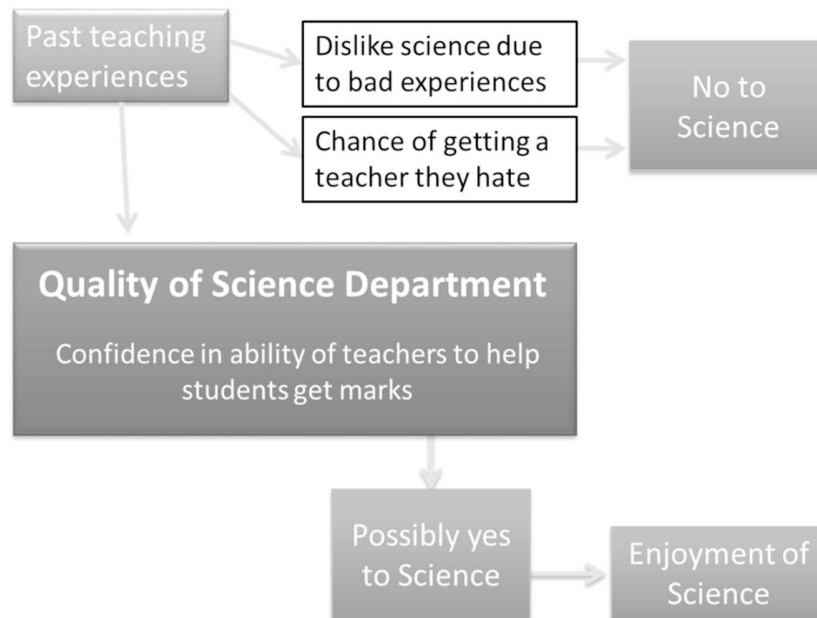 Past teaching
experiences
Dislike science due
to bad experiences
Chance of getting a
teacher they hate
No to
Science
Quality of Science Department
Confidence in ability of teachers to help
students get marks
Possibly yes
to Science
Enjoyment of
Science